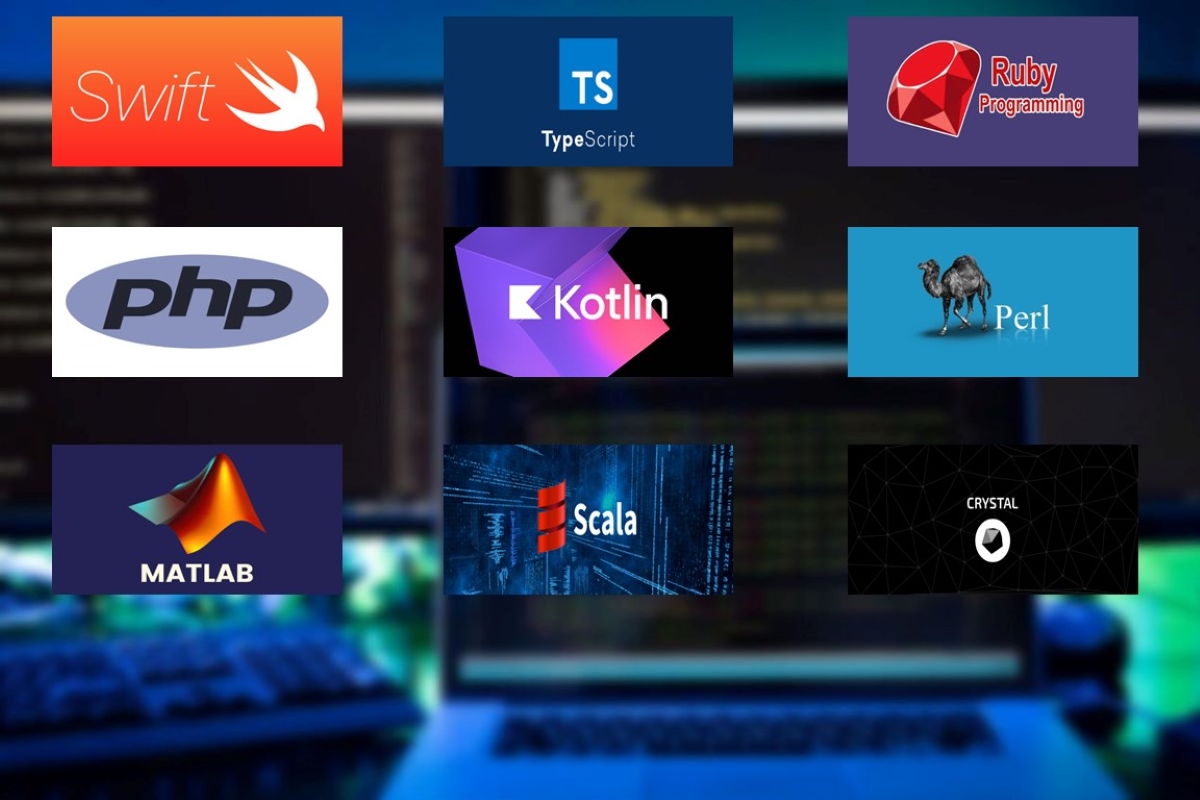 Swift
TS
TypeScript
Ruby
Programming
php
Kotlin
Perl
MATLAB
Scala
CRYSTAL